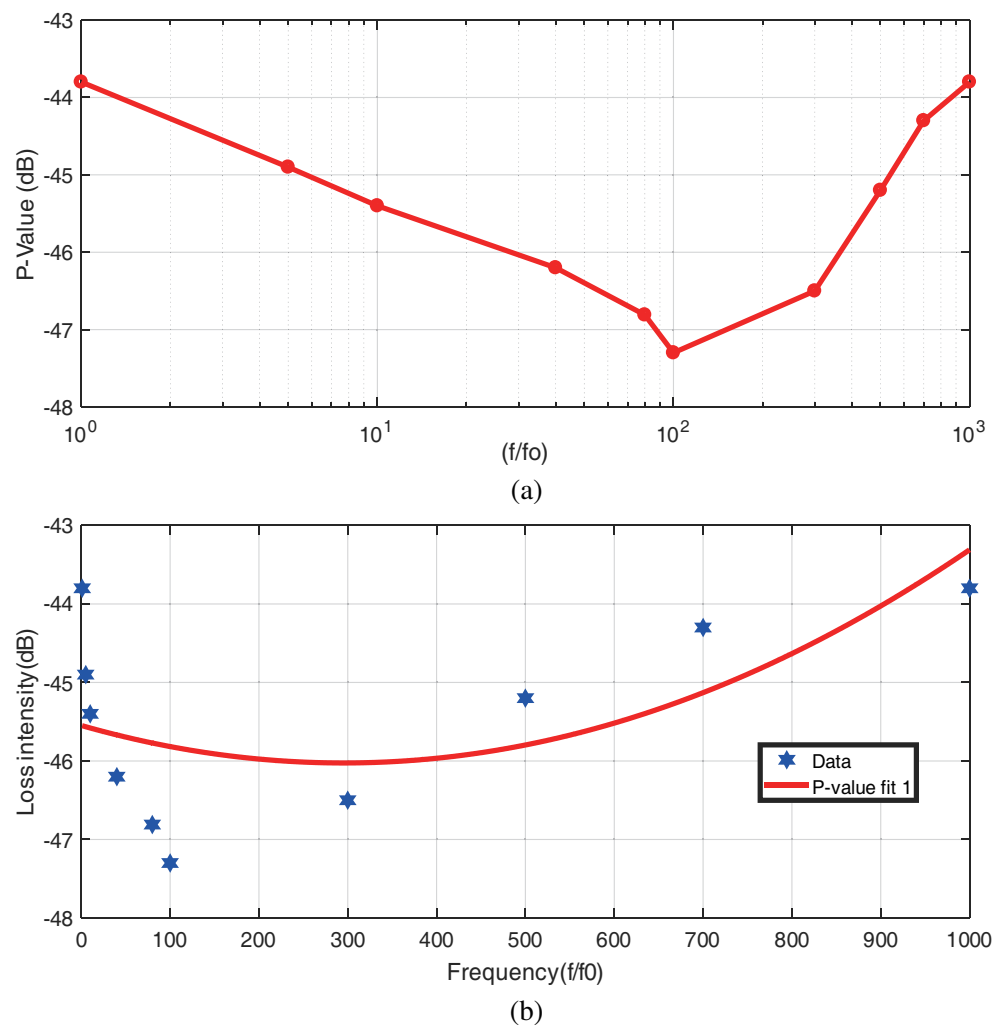 -43
-44
-45
-46
-47
-48
P-Value (dB)
10^0 10^1 10^2 10^3
(f/fo)
(a)
-43
-44
-45
-46
-47
-48
Loss intensity(dB)
Data
P-value fit 1
0 100 200 300 400 500 600 700 800 900 1000
Frequency(f/f0)
(b)